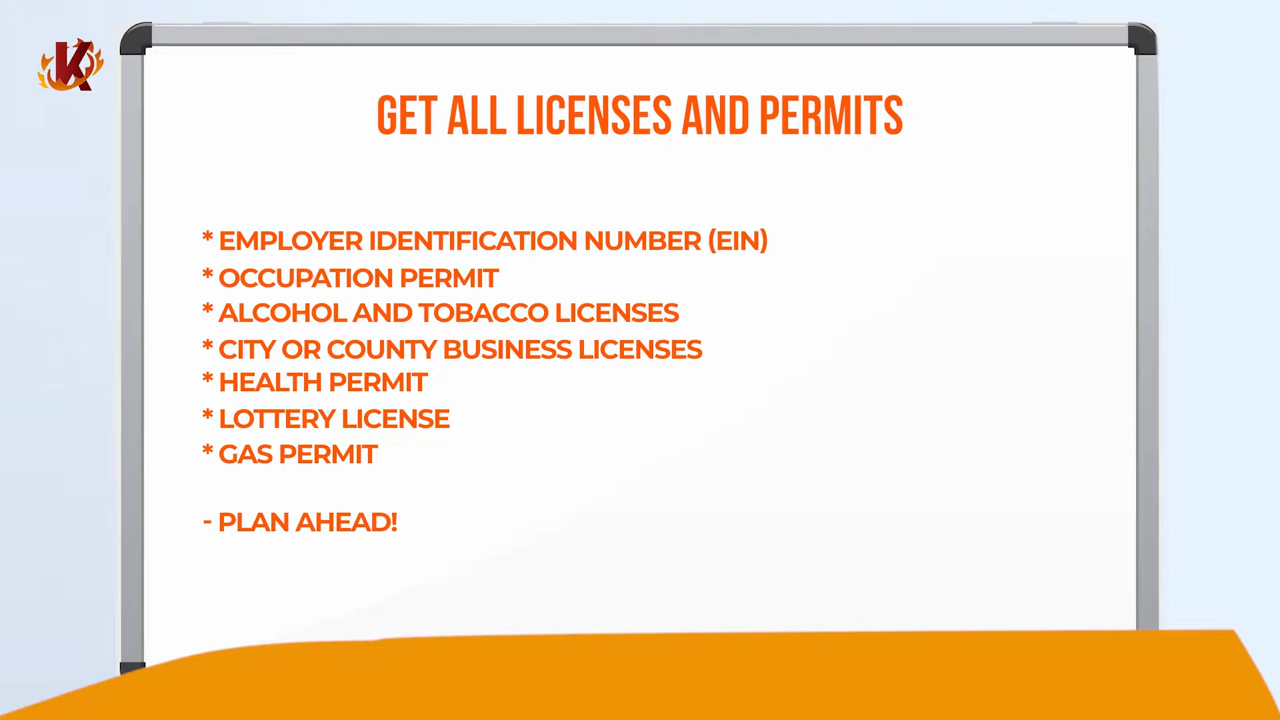 K
GET ALL LICENSES AND PERMITS
* EMPLOYER IDENTIFICATION NUMBER (EIN)
* OCCUPATION PERMIT
* ALCOHOL AND TOBACCO LICENSES
* CITY OR COUNTY BUSINESS LICENSES
* HEALTH PERMIT
* LOTTERY LICENSE
* GAS PERMIT
- PLAN AHEAD!